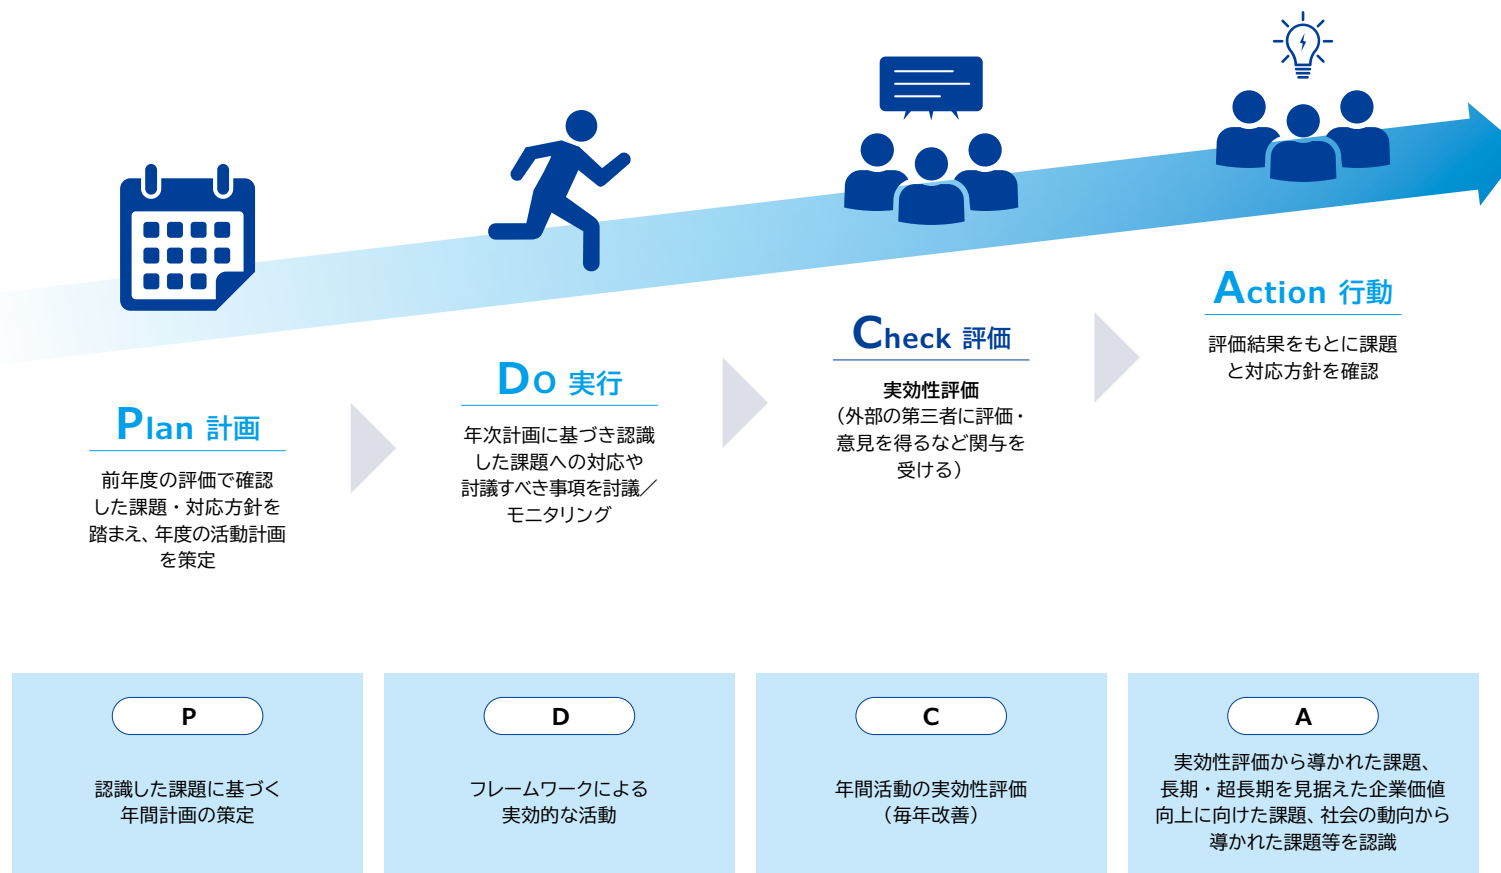 Plan 計画
前年度の評価で確認
した課題・対応方針を
踏まえ、年度の活動計画
を策定
Do 実行
年次計画に基づき認識
した課題への対応や
討議すべき事項を討議／
モニタリング
Check 評価
実効性評価
（外部の第三者に評価・
意見を得るなど関与を
受ける）
Action 行動
評価結果をもとに課題
と対応方針を確認
P
認識した課題に基づく
年間計画の策定
D
フレームワークによる
実効的な活動
C
年間活動の実効性評価
（毎年改善）
A
実効性評価から導かれた課題、
長期・超長期を見据えた企業価値
向上に向けた課題、社会の動向から
導かれた課題等を認識